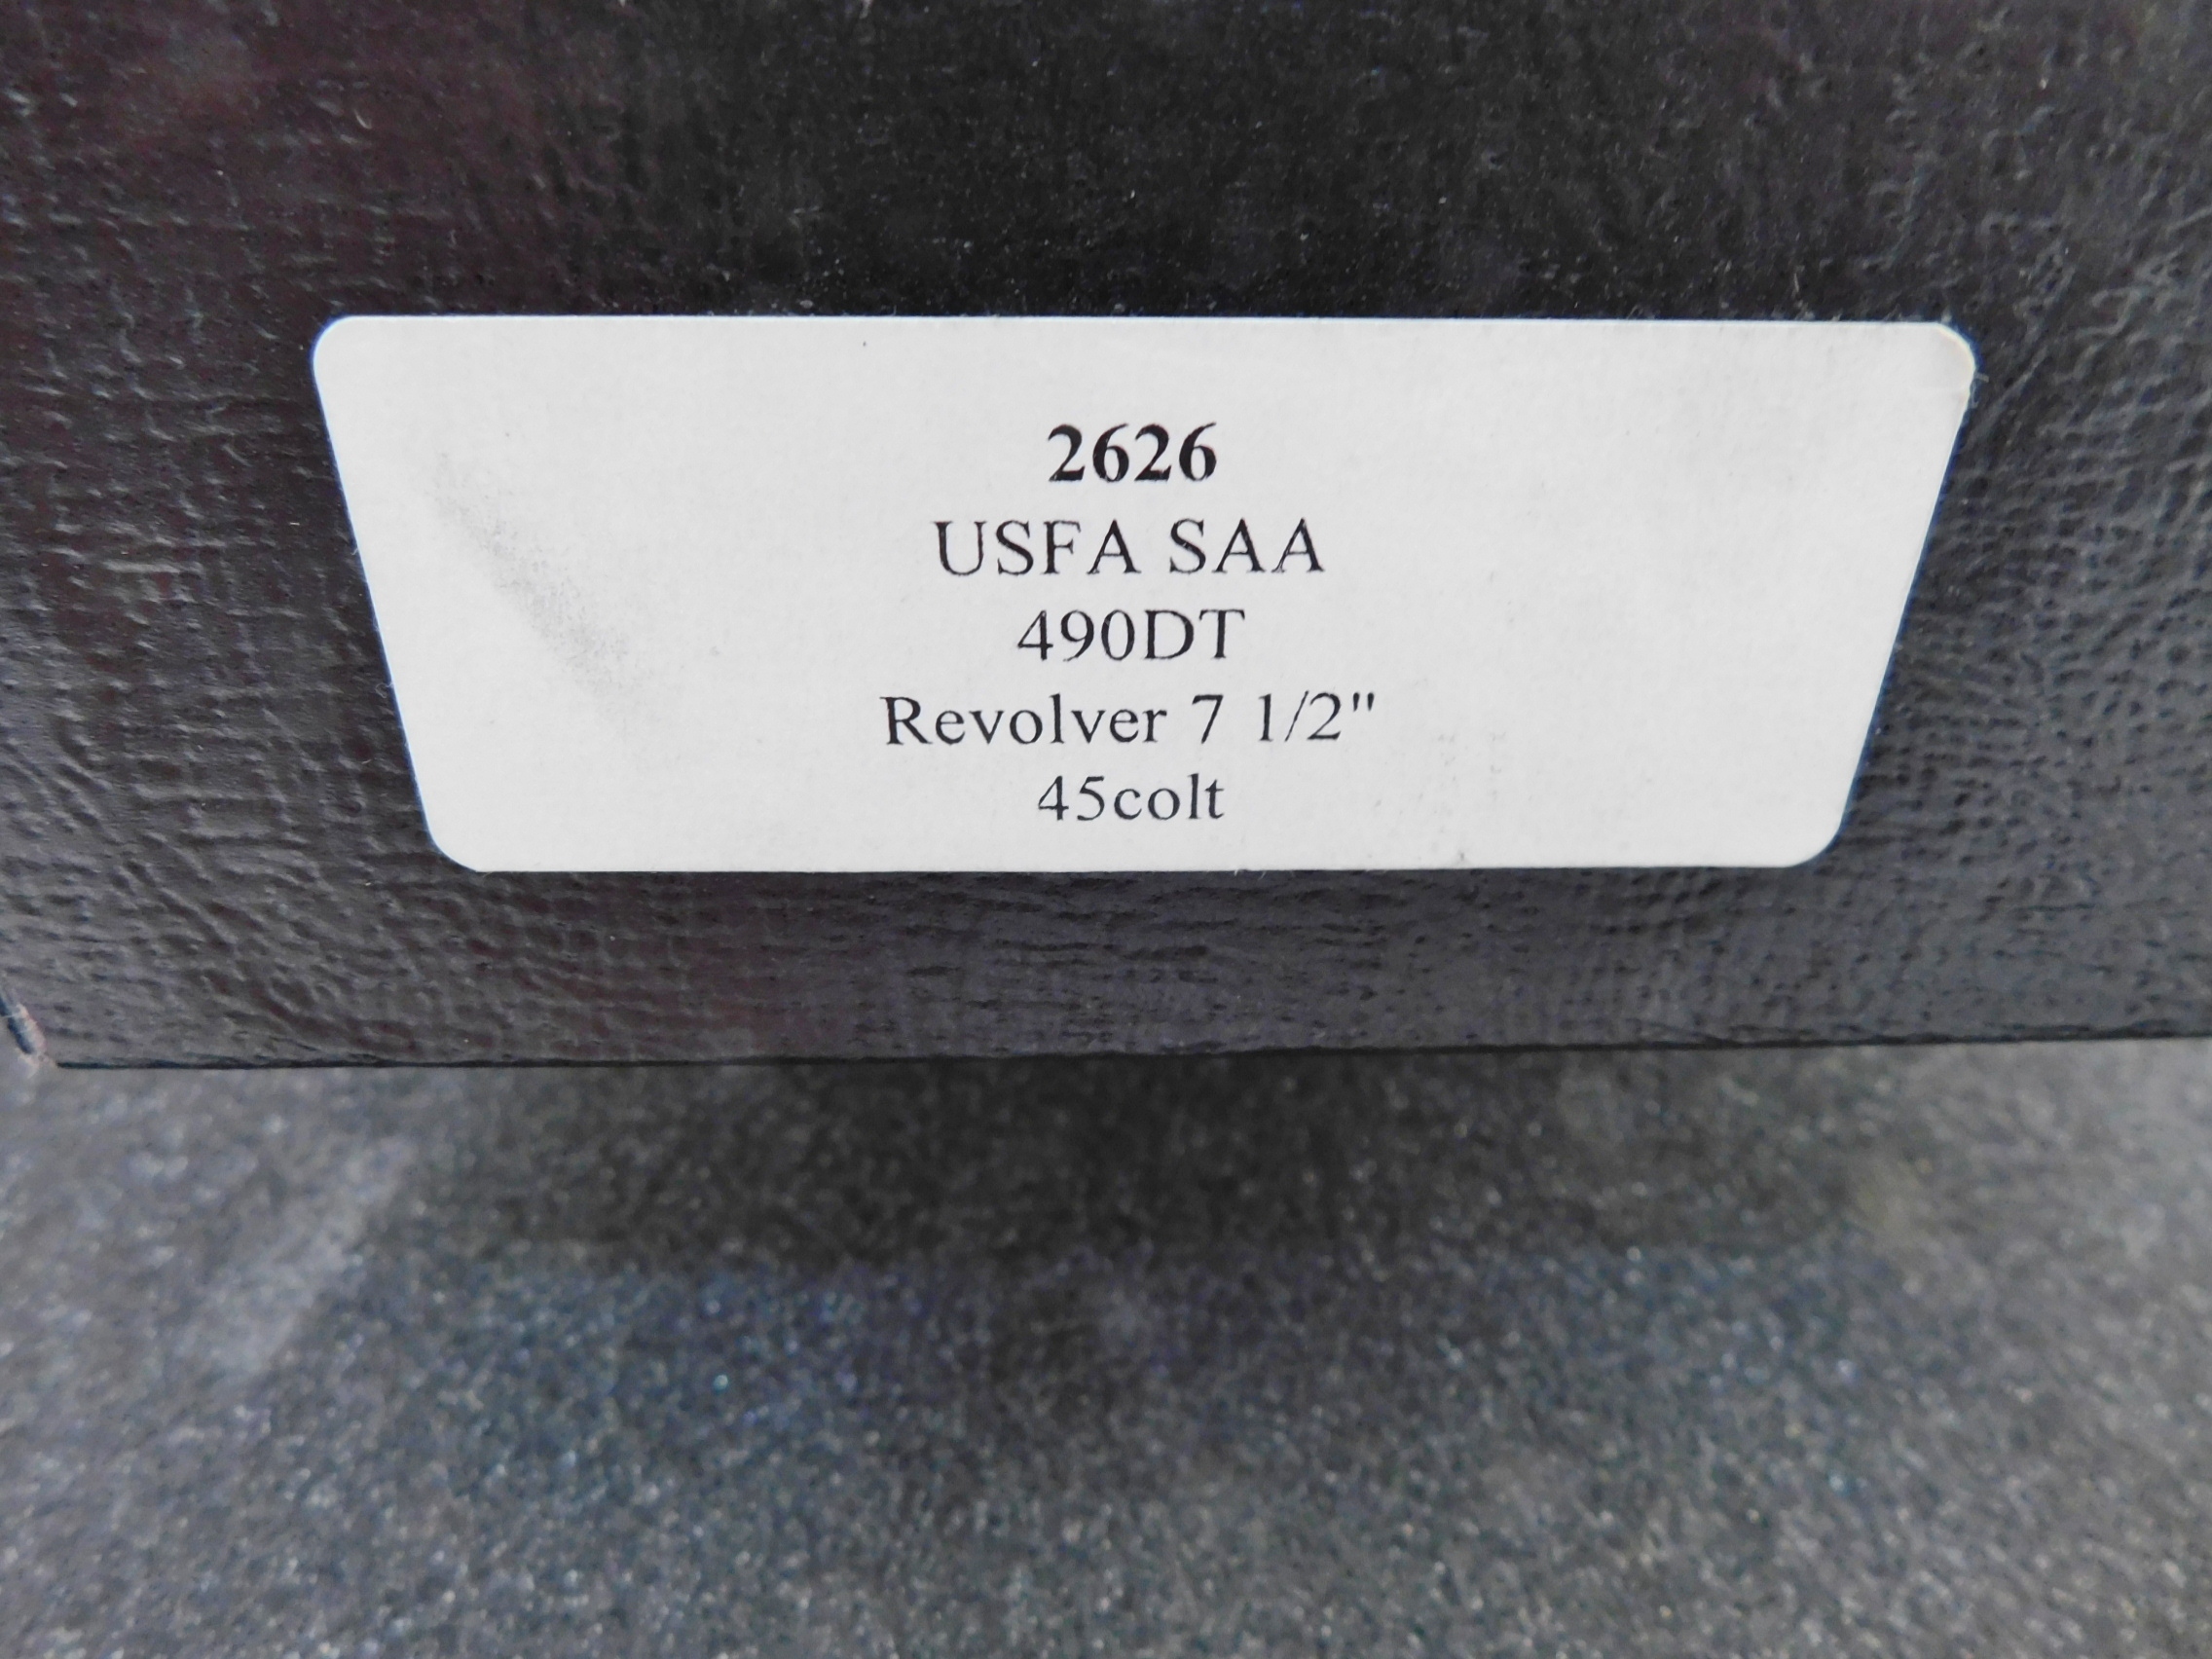 2626
USFA SAA
490DT
Revolver 7 1/2"
45colt